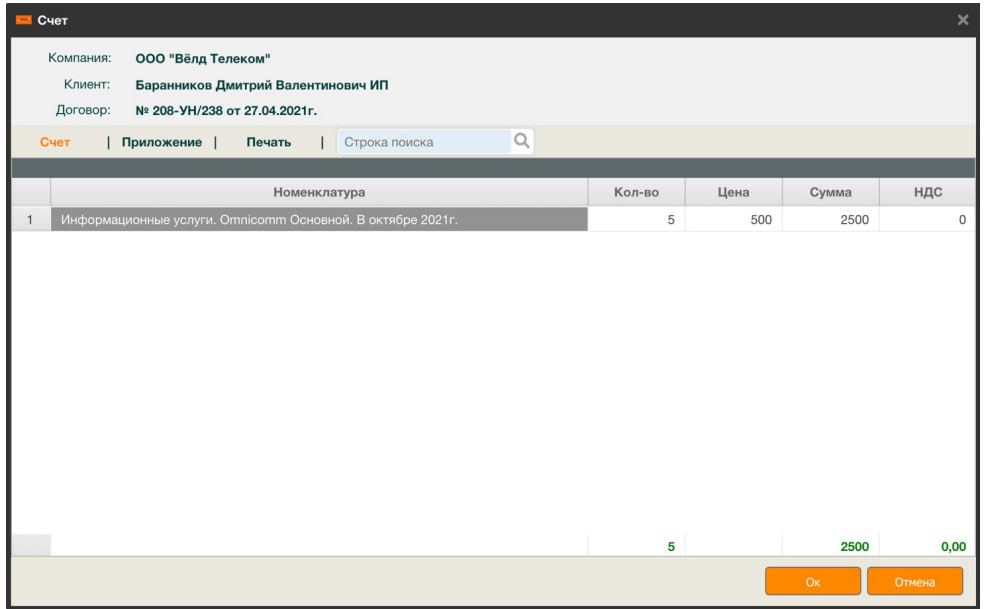 Счет
Компания: ООО "Вёлд Телеком"
Клиент: Баранников Дмитрий Валентинович ИП
Договор: № 208-УН/238 от 27.04.2021г.
Счет | Приложение | Печать | Строка поиска
Номенклатура Кол-во Цена Сумма НДС
1 Информационные услуги. Omnicomm Основной. В октябре 2021г. 5 500 2500 0
5 2500 0,00
Ок Отмена